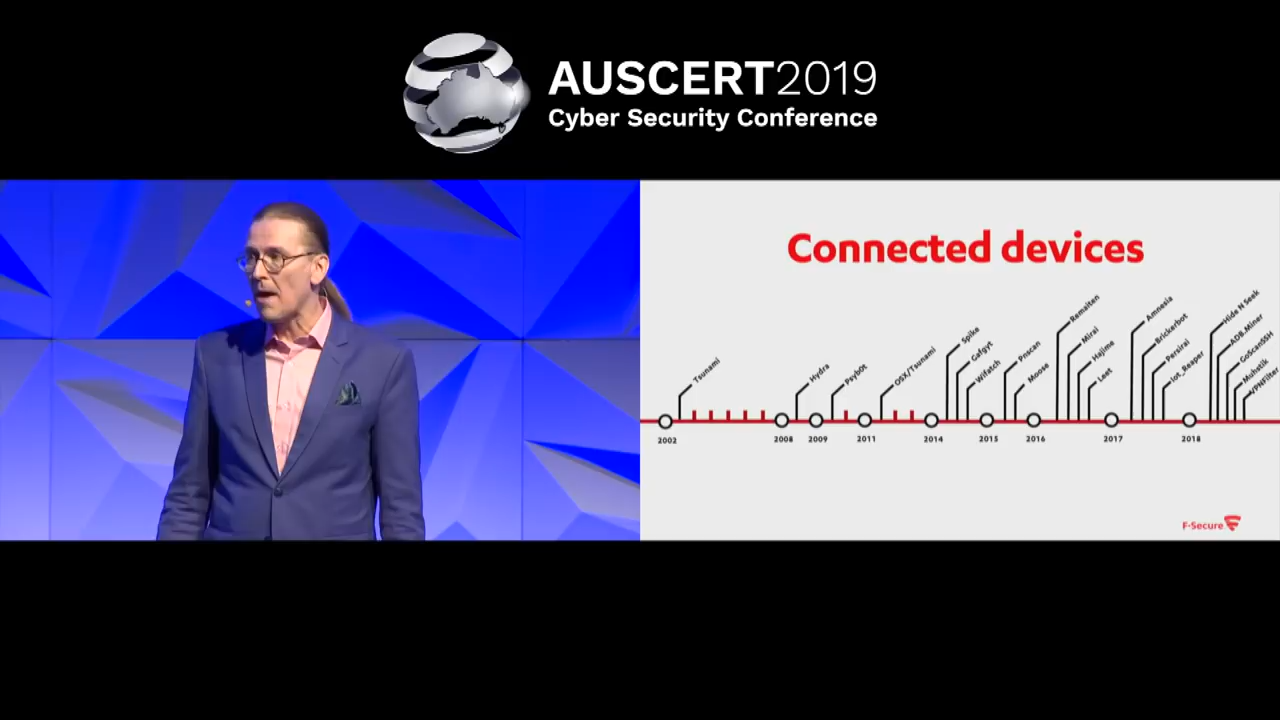 AUSCERT2019
Cyber Security Conference
Connected devices
Tsunami
Hydra
Psyb0t
OSX/Tsunami
Spike
Gafgyt
Wifatch
Pnscan
Moose
Remaiten
Mirai
Hajime
Leet
Amnesia
Brickerbot
Persirai
Iot_Reaper
Hide N Seek
ADB.Miner
GoScanSSH
Muhstik
VPNFilter
2002
2008
2009
2011
2014
2015
2016
2017
2018
F-Secure